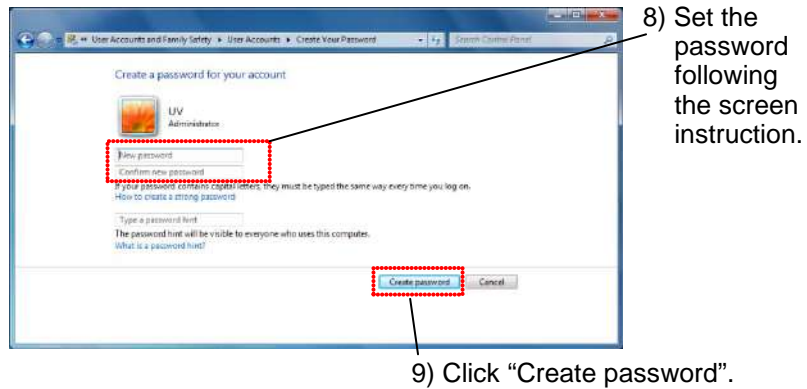 User Accounts and Family Safety ▸ User Accounts ▸ Create Your Password
Search Control Panel
8) Set the
password
following
the screen
instruction.
Create a password for your account
UV
Administrator
New password
Confirm new password
If your password contains capital letters, they must be typed the same way every time you log on.
How to create a strong password
Type a password hint
The password hint will be visible to everyone who uses this computer.
What is a password hint?
Create password
Cancel
9) Click “Create password”.